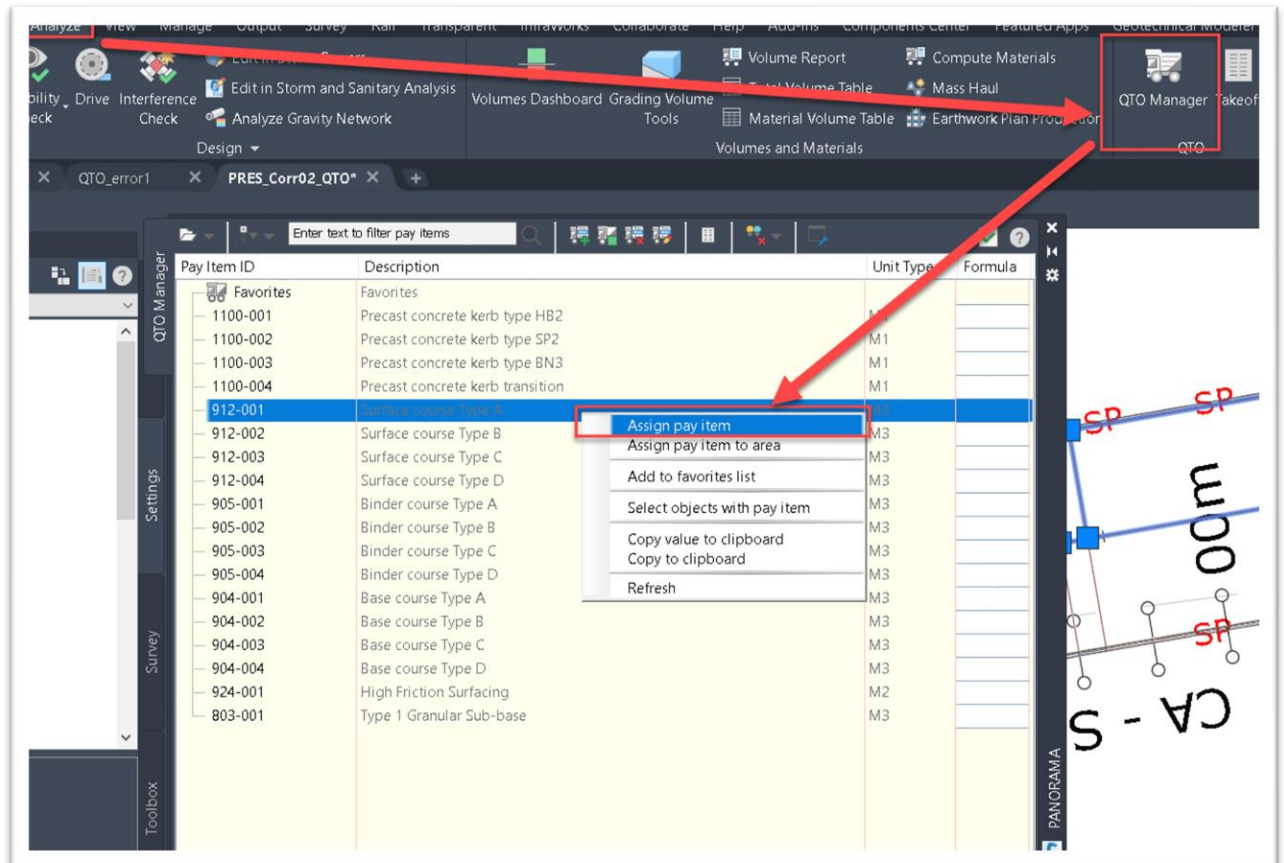 Analyze View Manage Output Survey Rail Transparent InfraWorks Collaborate Help Add-Ins Components Center Featured Apps Geotechnical Modeler
Volume Report Compute Materials
Edit in Storm and Sanitary Analysis
Total Volume Table Mass Haul
Drive Interference Check
Volumes Dashboard Grading Volume Tools
QTO Manager
Analyze Gravity Network
Material Volume Table Earthwork Plan Production
Design Volumes and Materials QTO
QTO_error1 PRES_Corr02_QTO* +
Enter text to filter pay items
Pay Item ID Description Unit Type Formula
Favorites Favorites
1100-001 Precast concrete kerb type HB2
1100-002 Precast concrete kerb type SP2 M1
1100-003 Precast concrete kerb type BN3 M1
1100-004 Precast concrete kerb transition M1
912-001 Surface course Type A M3
912-002 Surface course Type B M3
912-003 Surface course Type C M3
912-004 Surface course Type D M3
905-001 Binder course Type A M3
905-002 Binder course Type B M3
905-003 Binder course Type C M3
905-004 Binder course Type D M3
904-001 Base course Type A M3
904-002 Base course Type B M3
904-003 Base course Type C M3
904-004 Base course Type D M3
924-001 High Friction Surfacing M2
803-001 Type 1 Granular Sub-base M3
Assign pay item
Assign pay item to area
Add to favorites list
Select objects with pay item
Copy value to clipboard
Copy to clipboard
Refresh
QTO Manager
Settings
Survey
Toolbox
PANORAMA
SP SP
00m
SP
CA - S